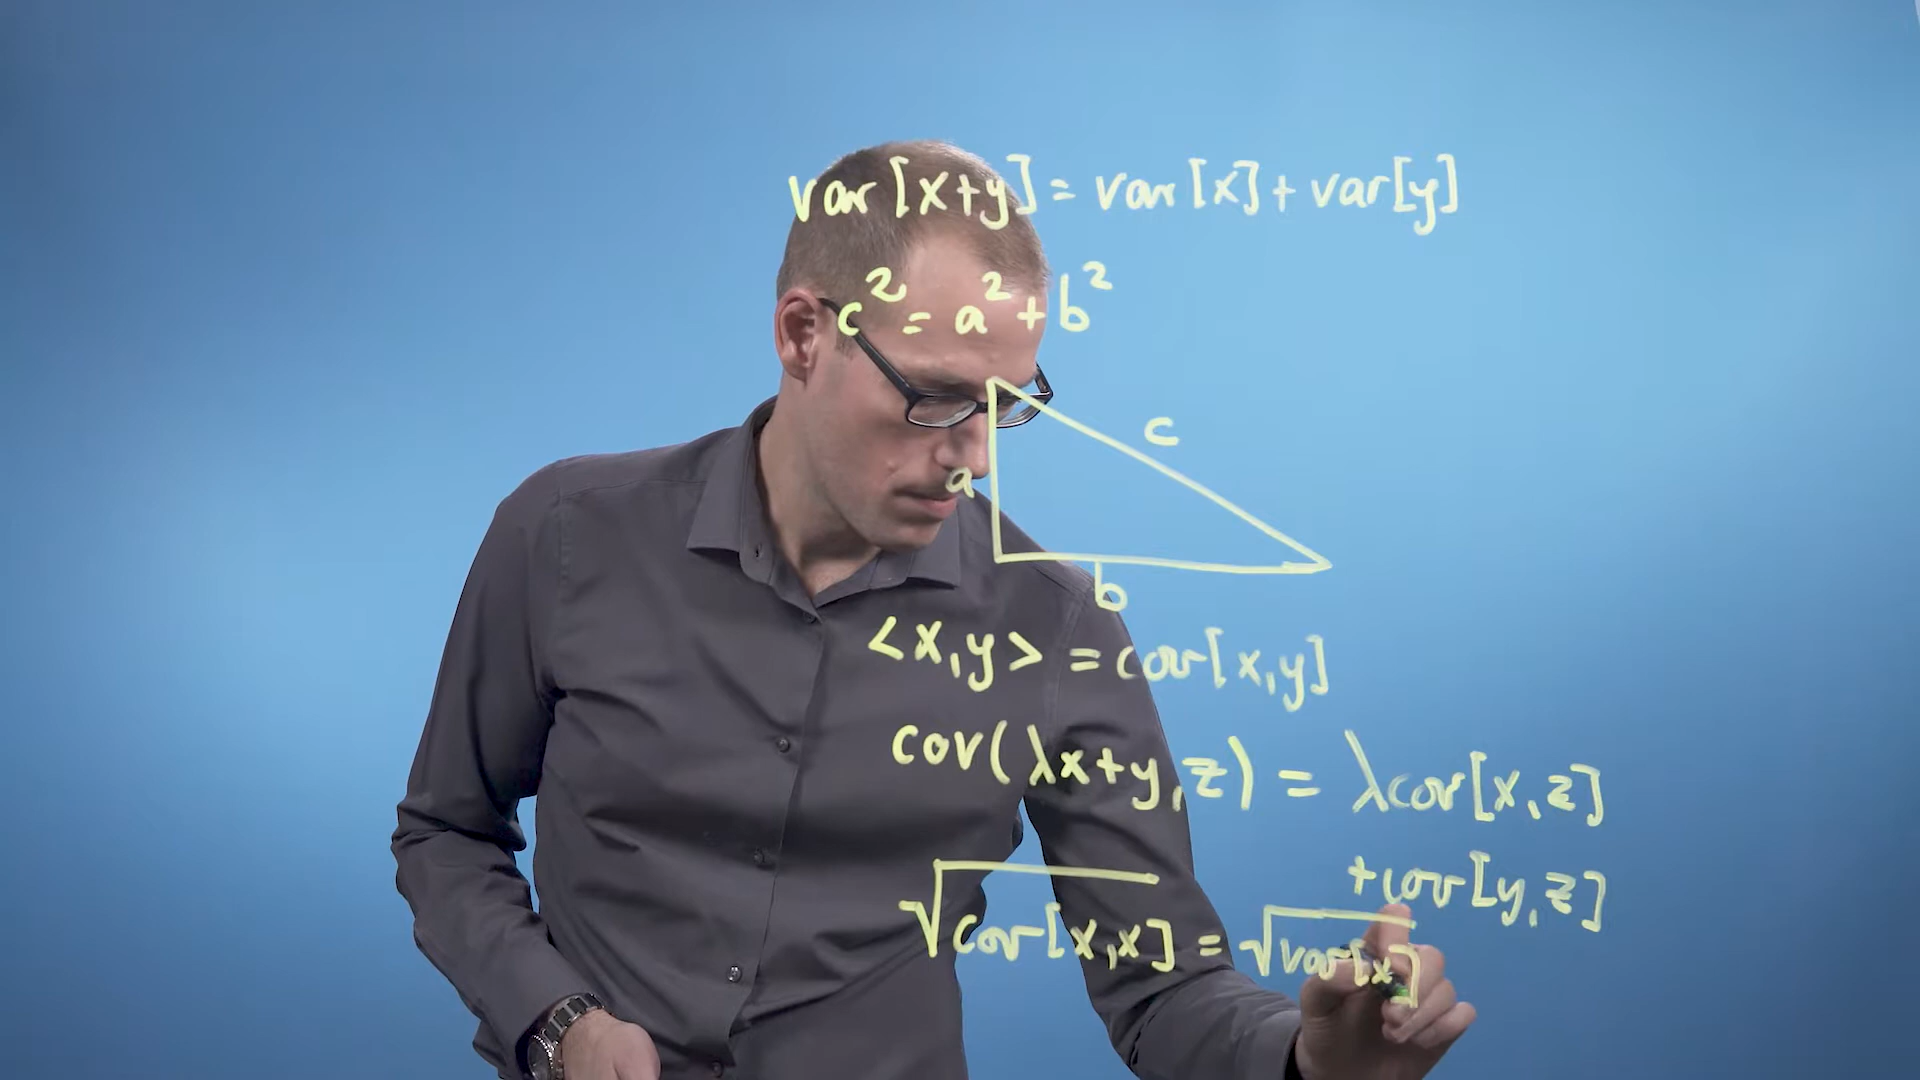 var[x+y] = var[x] + var[y]
c² = a² + b²
c
a
b
<x,y> = cov[x,y]
cov(λx+y,z) = λcov[x,z]
+cov[y,z]
√cov[x,x] = √var[x]